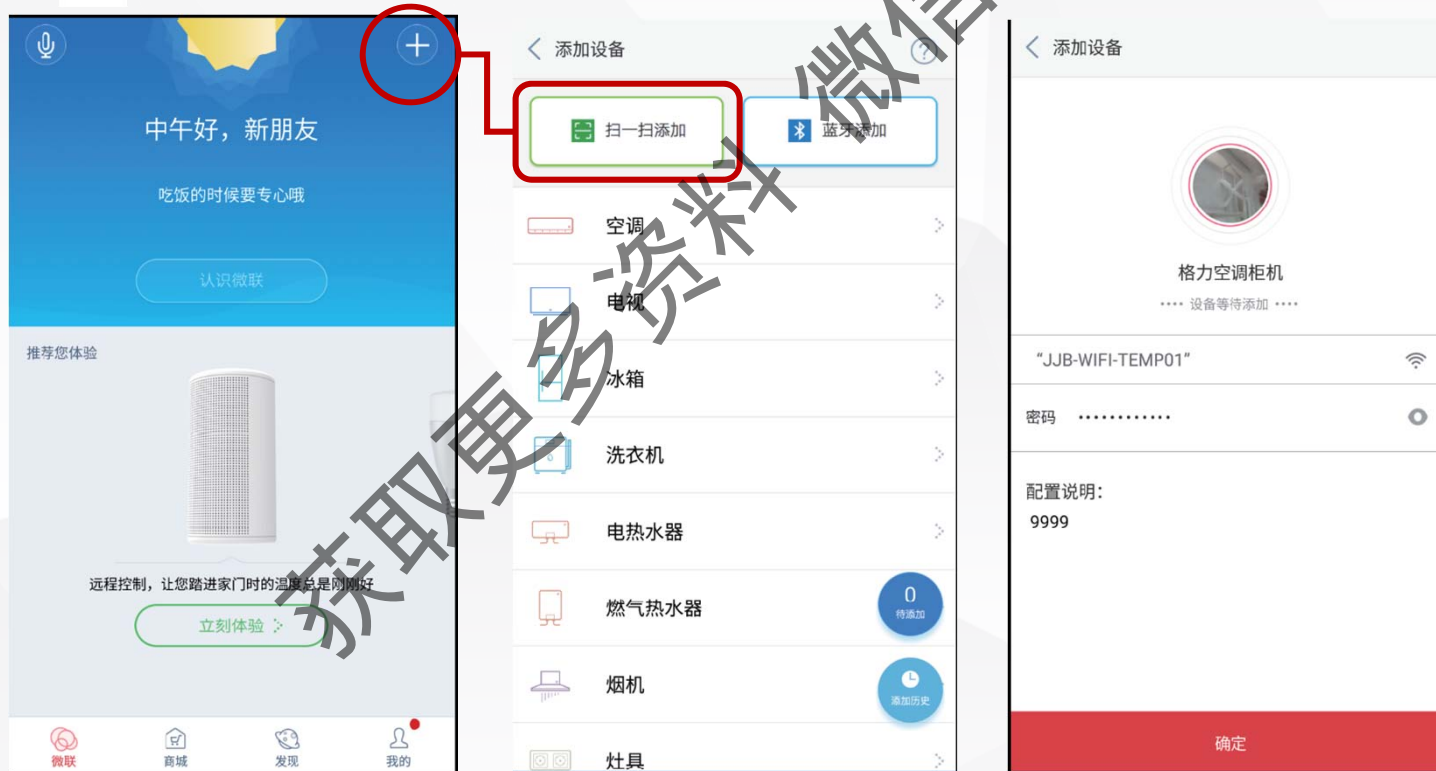 中午好，新朋友
吃饭的时候要专心哦
认识微联
推荐您体验
远程控制，让您踏进家门时的温度总是刚刚好
立刻体验
微联
商城
发现
我的
添加设备
?
扫一扫添加
蓝牙添加
空调
电视
冰箱
洗衣机
电热水器
燃气热水器
0
待添加
烟机
添加历史
灶具
添加设备
格力空调柜机
•••• 设备等待添加 ••••
“JJB-WIFI-TEMP01”
密码 ••••••••••••
配置说明：
9999
确定
获取更多资料 微信